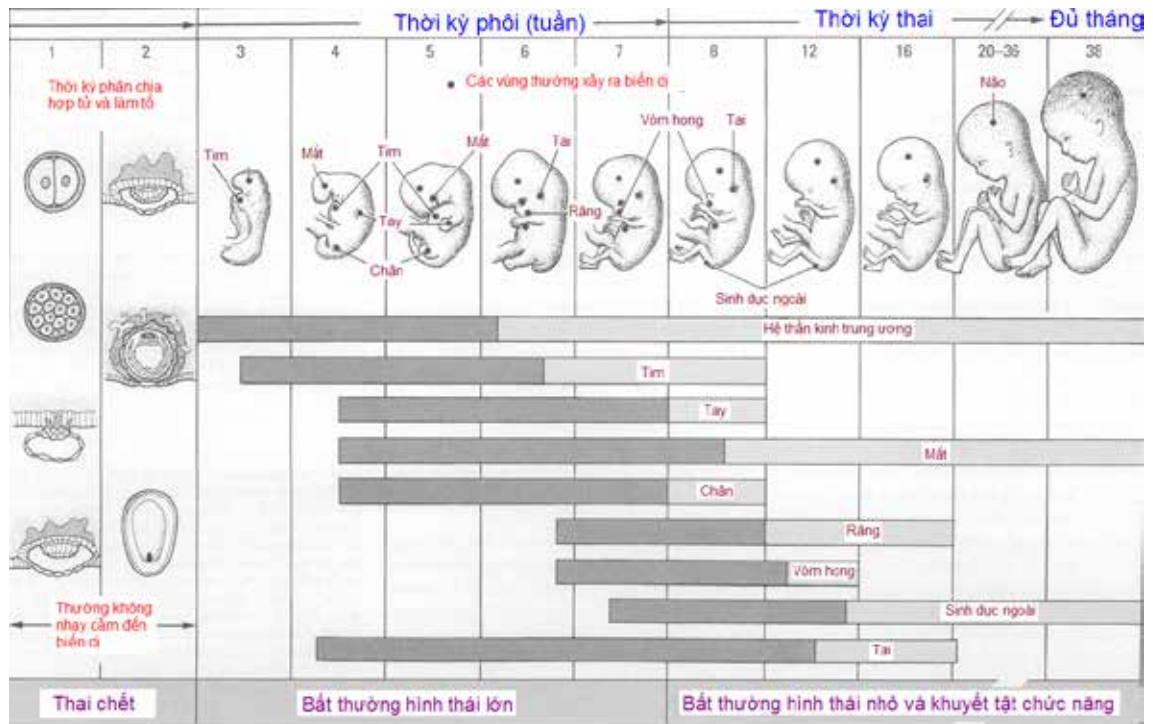 Thời kỳ phôi (tuần)
Thời kỳ thai
Đủ tháng
1 2 3 4 5 6 7 8 12 16 20–36 38
Thời kỳ phân chia
hợp tử và làm tổ
Các vùng thường xảy ra biến cị
Não
Vòm họng
Tai
Tim
Mắt
Tim
Mắt
Tai
Tay
Răng
Chân
Sinh dục ngoài
Hệ thần kinh trung ương
Tim
Tay
Mắt
Chân
Răng
Vòm họng
Sinh dục ngoài
Tai
Thường không
nhạy cảm đến
biến cị
Thai chết
Bất thường hình thái lớn
Bất thường hình thái nhỏ và khuyết tật chức năng